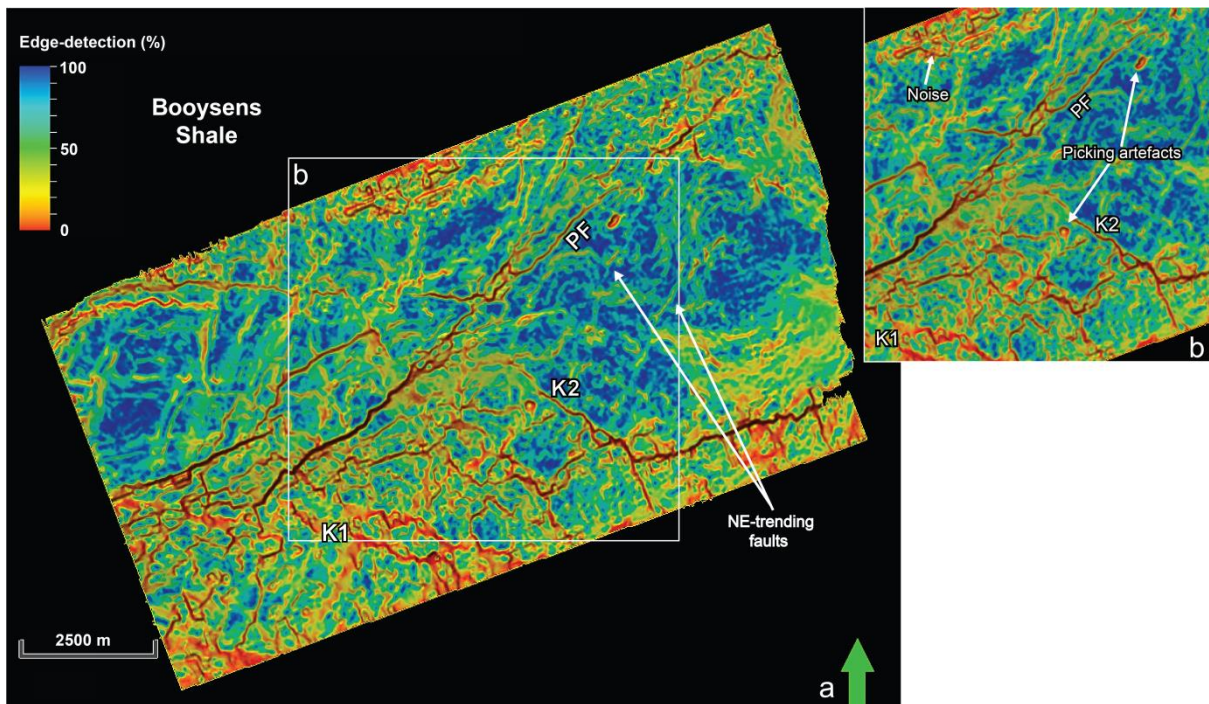 Edge-detection (%)
100
50
0
Booysens
Shale
b
PF
K2
K1
NE-trending
faults
2500 m
a
Noise
PF
Picking artefacts
K2
K1
b